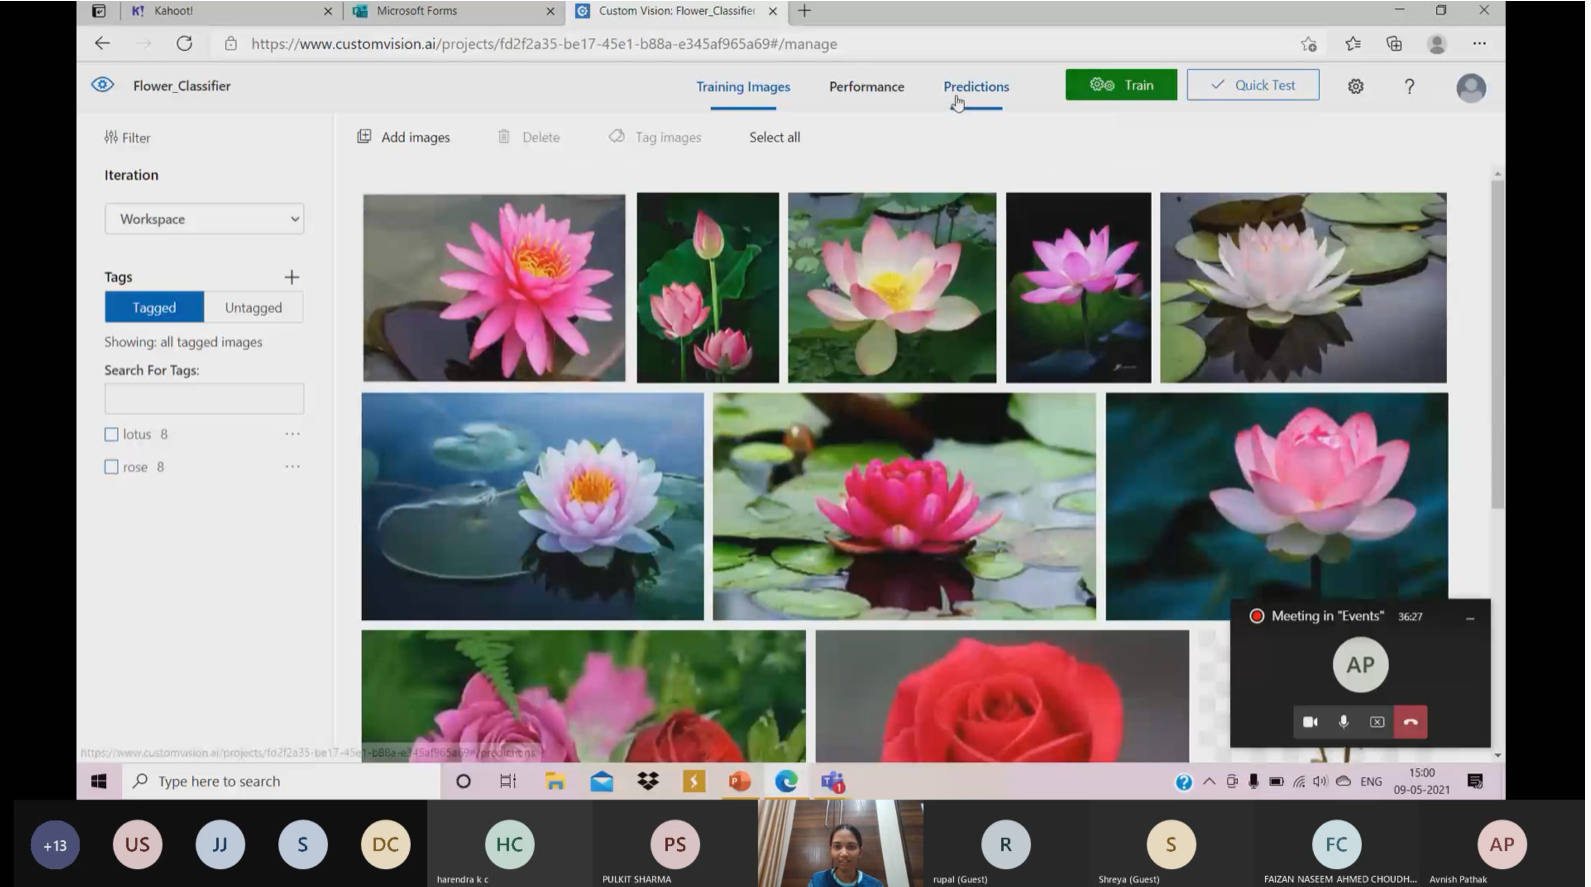 K! Kahoot!
Microsoft Forms
Custom Vision: Flower_Classifier
https://www.customvision.ai/projects/fd2f2a35-be17-45e1-b88a-e345af965a69#/manage
Flower_Classifier
Training Images
Performance
Predictions
Train
Quick Test
?
Filter
Add images
Delete
Tag images
Select all
Iteration
Workspace
Tags
Tagged
Untagged
Showing: all tagged images
Search For Tags:
lotus 8
rose 8
Meeting in "Events" 36:27
AP
https://www.customvision.ai/projects/fd2f2a35-be17-45e1-b88a-e345af965a69#/predictions
Type here to search
1
?
ENG
15:00
09-05-2021
+13
US
JJ
S
DC
HC
harendra k c
PS
PULKIT SHARMA
R
rupal (Guest)
S
Shreya (Guest)
FC
FAIZAN NASEEM AHMED CHOUDH...
AP
Avnish Pathak